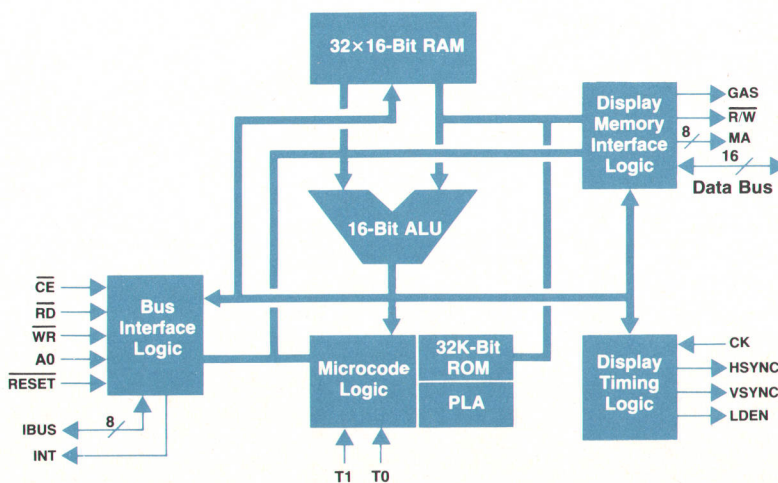 32×16-Bit RAM
GAS
R/W
MA
8
16
Data Bus
Display
Memory
Interface
Logic
16-Bit ALU
CE
RD
WR
A0
RESET
IBUS
8
INT
Bus
Interface
Logic
Microcode
Logic
32K-Bit
ROM
PLA
T1 T0
Display
Timing
Logic
CK
HSYNC
VSYNC
LDEN